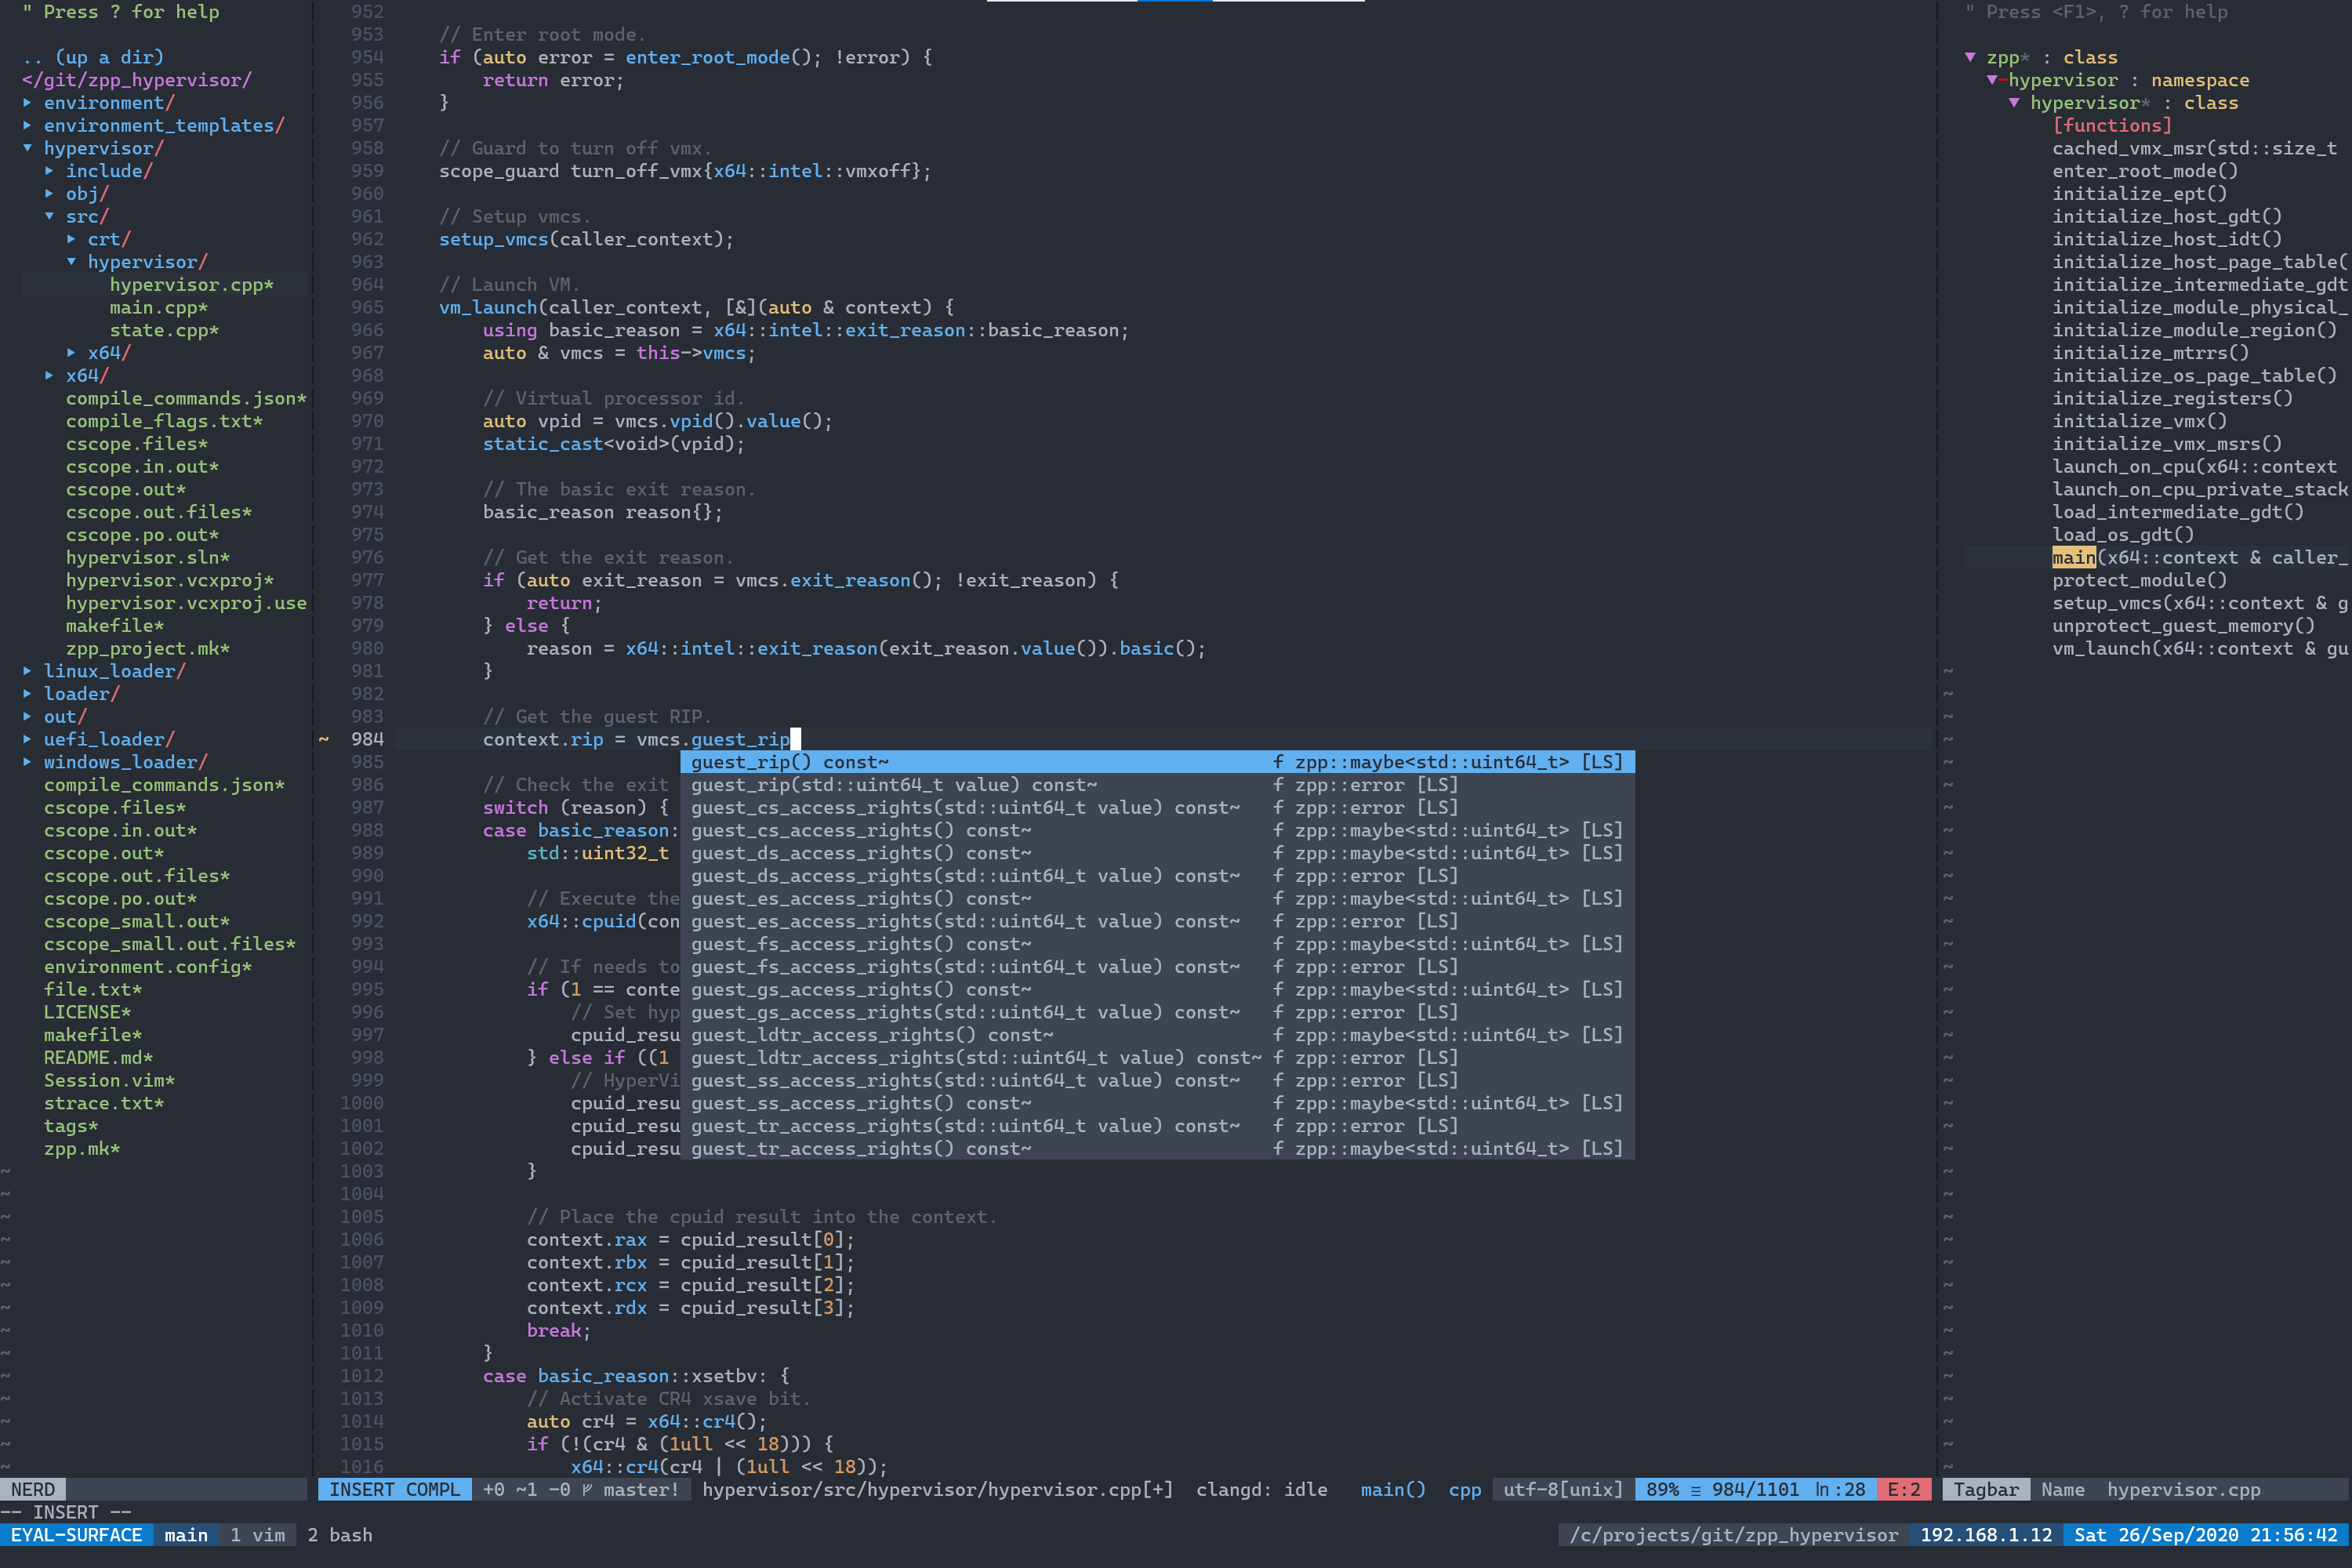 " Press ? for help
.. (up a dir)
</git/zpp_hypervisor/
▸ environment/
▸ environment_templates/
▾ hypervisor/
▸ include/
▸ obj/
▾ src/
▸ crt/
▾ hypervisor/
hypervisor.cpp*
main.cpp*
state.cpp*
▸ x64/
▸ x64/
compile_commands.json*
compile_flags.txt*
cscope.files*
cscope.in.out*
cscope.out*
cscope.out.files*
cscope.po.out*
hypervisor.sln*
hypervisor.vcxproj*
hypervisor.vcxproj.use
makefile*
zpp_project.mk*
▸ linux_loader/
▸ loader/
▸ out/
▸ uefi_loader/
▸ windows_loader/
compile_commands.json*
cscope.files*
cscope.in.out*
cscope.out*
cscope.out.files*
cscope.po.out*
cscope_small.out*
cscope_small.out.files*
environment.config*
file.txt*
LICENSE*
makefile*
README.md*
Session.vim*
strace.txt*
tags*
zpp.mk*
952
953 // Enter root mode.
954 if (auto error = enter_root_mode(); !error) {
955 return error;
956 }
957
958 // Guard to turn off vmx.
959 scope_guard turn_off_vmx{x64::intel::vmxoff};
960
961 // Setup vmcs.
962 setup_vmcs(caller_context);
963
964 // Launch VM.
965 vm_launch(caller_context, [&](auto & context) {
966 using basic_reason = x64::intel::exit_reason::basic_reason;
967 auto & vmcs = this->vmcs;
968
969 // Virtual processor id.
970 auto vpid = vmcs.vpid().value();
971 static_cast<void>(vpid);
972
973 // The basic exit reason.
974 basic_reason reason{};
975
976 // Get the exit reason.
977 if (auto exit_reason = vmcs.exit_reason(); !exit_reason) {
978 return;
979 } else {
980 reason = x64::intel::exit_reason(exit_reason.value()).basic();
981 }
982
983 // Get the guest RIP.
~ 984 context.rip = vmcs.guest_rip
985 guest_rip() const~ f zpp::maybe<std::uint64_t> [LS]
986 // Check the exit guest_rip(std::uint64_t value) const~ f zpp::error [LS]
987 switch (reason) { guest_cs_access_rights(std::uint64_t value) const~ f zpp::error [LS]
988 case basic_reason: guest_cs_access_rights() const~ f zpp::maybe<std::uint64_t> [LS]
989 std::uint32_t guest_ds_access_rights() const~ f zpp::maybe<std::uint64_t> [LS]
990 guest_ds_access_rights(std::uint64_t value) const~ f zpp::error [LS]
991 // Execute the guest_es_access_rights() const~ f zpp::maybe<std::uint64_t> [LS]
992 x64::cpuid(con guest_es_access_rights(std::uint64_t value) const~ f zpp::error [LS]
993 guest_fs_access_rights() const~ f zpp::maybe<std::uint64_t> [LS]
994 // If needs to guest_fs_access_rights(std::uint64_t value) const~ f zpp::error [LS]
995 if (1 == conte guest_gs_access_rights() const~ f zpp::maybe<std::uint64_t> [LS]
996 // Set hyp guest_gs_access_rights(std::uint64_t value) const~ f zpp::error [LS]
997 cpuid_resu guest_ldtr_access_rights() const~ f zpp::maybe<std::uint64_t> [LS]
998 } else if ((1 guest_ldtr_access_rights(std::uint64_t value) const~ f zpp::error [LS]
999 // HyperVi guest_ss_access_rights(std::uint64_t value) const~ f zpp::error [LS]
1000 cpuid_resu guest_ss_access_rights() const~ f zpp::maybe<std::uint64_t> [LS]
1001 cpuid_resu guest_tr_access_rights(std::uint64_t value) const~ f zpp::error [LS]
1002 cpuid_resu guest_tr_access_rights() const~ f zpp::maybe<std::uint64_t> [LS]
1003 }
1004
1005 // Place the cpuid result into the context.
1006 context.rax = cpuid_result[0];
1007 context.rbx = cpuid_result[1];
1008 context.rcx = cpuid_result[2];
1009 context.rdx = cpuid_result[3];
1010 break;
1011 }
1012 case basic_reason::xsetbv: {
1013 // Activate CR4 xsave bit.
1014 auto cr4 = x64::cr4();
1015 if (!(cr4 & (1ull << 18))) {
1016 x64::cr4(cr4 | (1ull << 18));
" Press <F1>, ? for help
▼ zpp* : class
▼-hypervisor : namespace
▼ hypervisor* : class
[functions]
cached_vmx_msr(std::size_t
enter_root_mode()
initialize_ept()
initialize_host_gdt()
initialize_host_idt()
initialize_host_page_table(
initialize_intermediate_gdt
initialize_module_physical_
initialize_module_region()
initialize_mtrrs()
initialize_os_page_table()
initialize_registers()
initialize_vmx()
initialize_vmx_msrs()
launch_on_cpu(x64::context
launch_on_cpu_private_stack
load_intermediate_gdt()
load_os_gdt()
main(x64::context & caller_
protect_module()
setup_vmcs(x64::context & g
unprotect_guest_memory()
vm_launch(x64::context & gu
NERD INSERT COMPL +0 ~1 -0 master! hypervisor/src/hypervisor/hypervisor.cpp[+] clangd: idle main() cpp utf-8[unix] 89% ≡ 984/1101 ln:28 E:2 Tagbar Name hypervisor.cpp
-- INSERT --
EYAL-SURFACE main 1 vim 2 bash /c/projects/git/zpp_hypervisor 192.168.1.12 Sat 26/Sep/2020 21:56:42